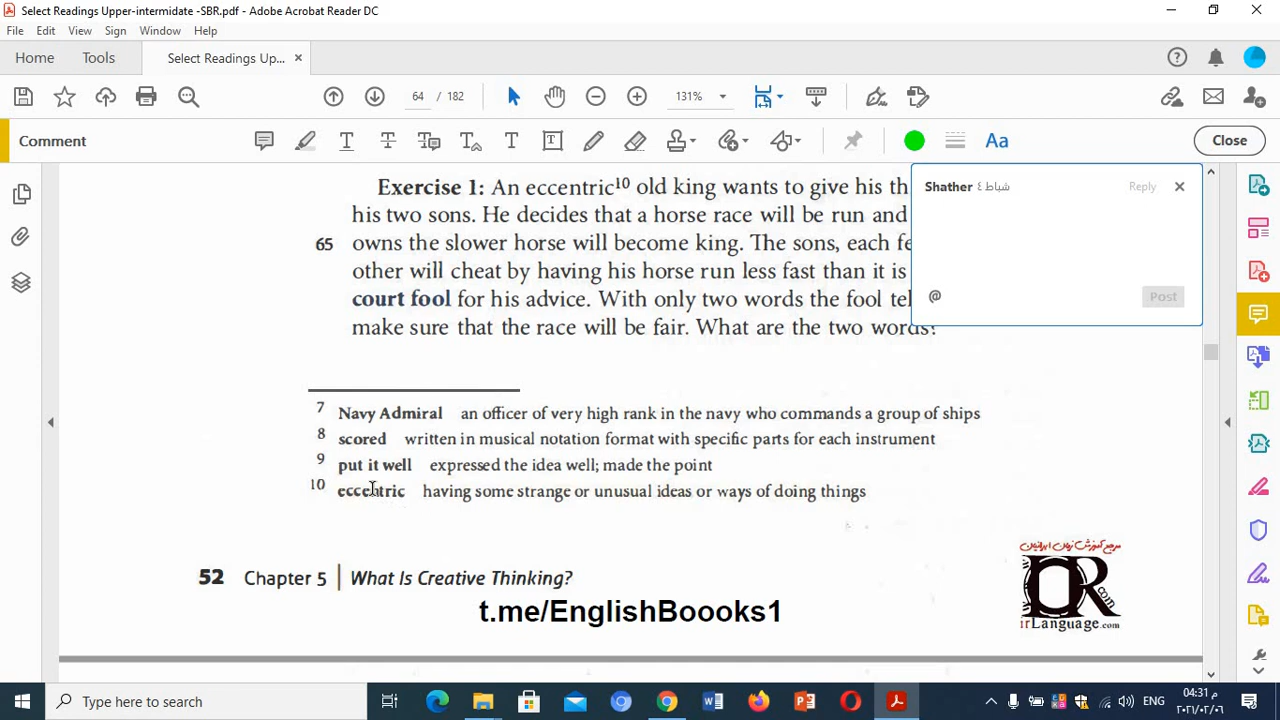 Select Readings Upper-intermidate -SBR.pdf - Adobe Acrobat Reader DC
File Edit View Sign Window Help
Home Tools Select Readings Up... ×
64 / 182 131%
Comment Close
Shather ٤ شباط Reply
@ Post
Exercise 1: An eccentric10 old king wants to give his th
his two sons. He decides that a horse race will be run and
65 owns the slower horse will become king. The sons, each fe
other will cheat by having his horse run less fast than it is
court fool for his advice. With only two words the fool tel
make sure that the race will be fair. What are the two words?
7 Navy Admiral an officer of very high rank in the navy who commands a group of ships
8 scored written in musical notation format with specific parts for each instrument
9 put it well expressed the idea well; made the point
10 eccentric having some strange or unusual ideas or ways of doing things
52 Chapter 5 | What Is Creative Thinking?
t.me/EnglishBoooks1
مرجع آموزش زبان ایرانیان
irLanguage.com
Type here to search
ENG
04:31 م
٢٠٢١/٠٢/٠٦